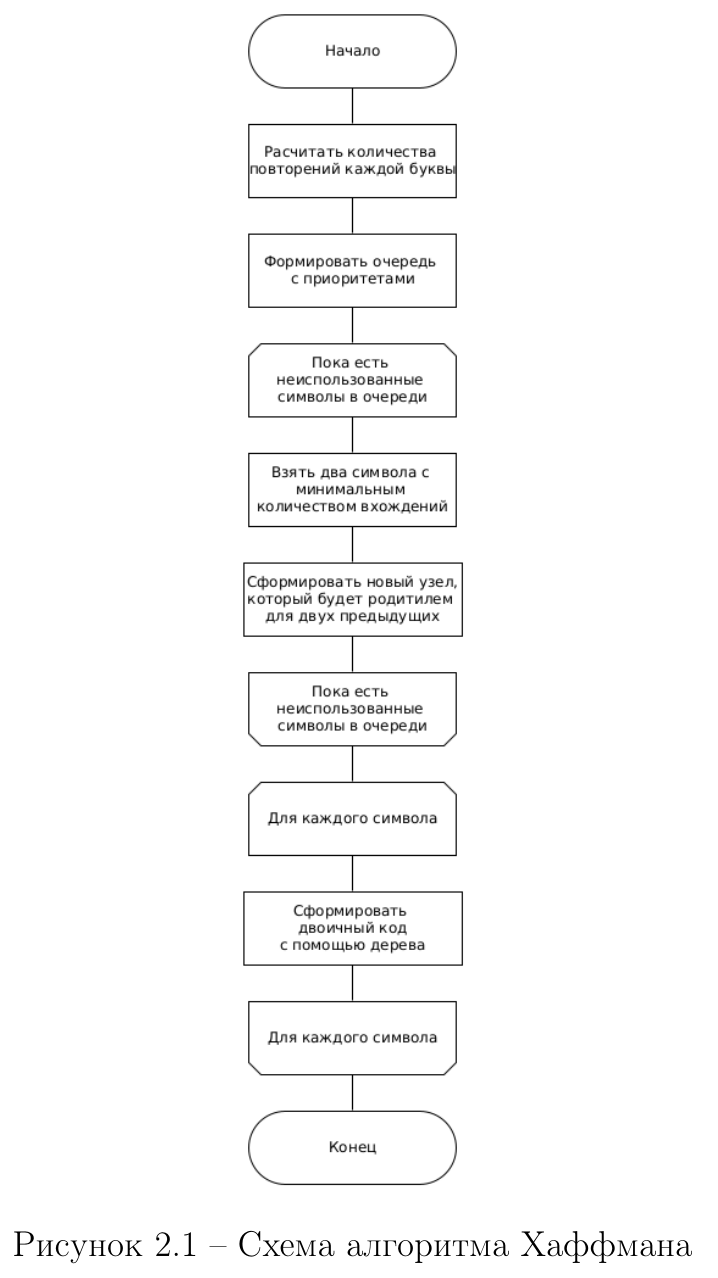 Начало
Расчитать количества
повторений каждой буквы
Формировать очередь
с приоритетами
Пока есть
неиспользованные
символы в очереди
Взять два символа с
минимальным
количеством вхождений
Сформировать новый узел,
который будет родитилем
для двух предыдущих
Пока есть
неиспользованные
символы в очереди
Для каждого символа
Сформировать
двоичный код
с помощью дерева
Для каждого символа
Конец
Рисунок 2.1 – Схема алгоритма Хаффмана